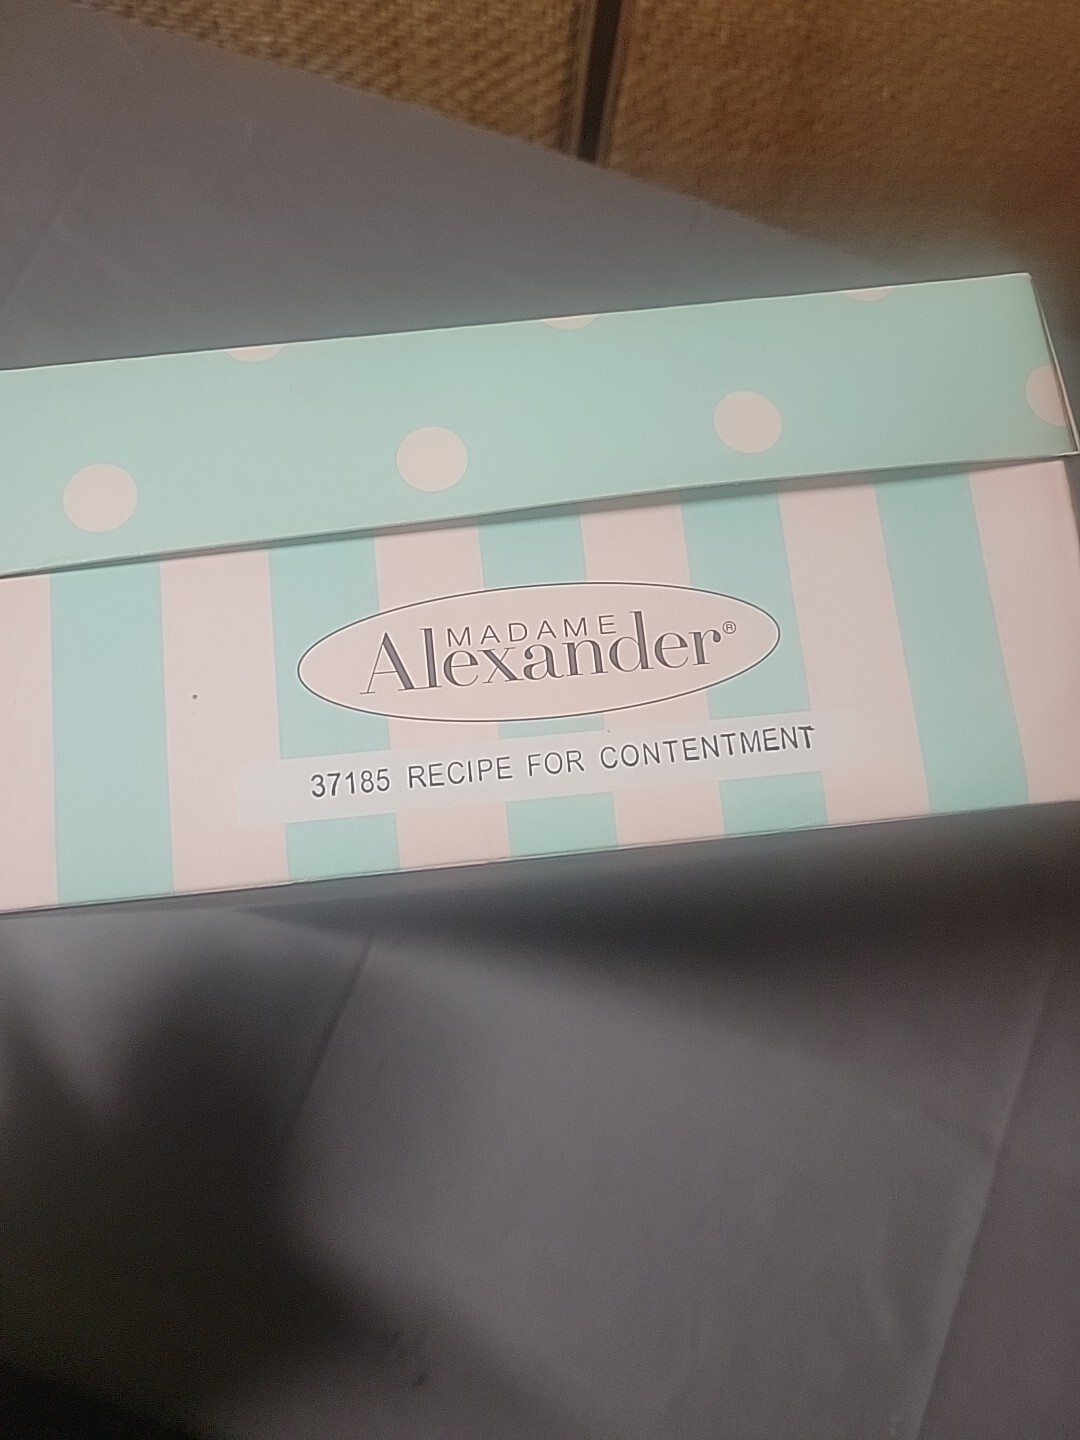 MADAME
Alexander®
37185 RECIPE FOR CONTENTMENT